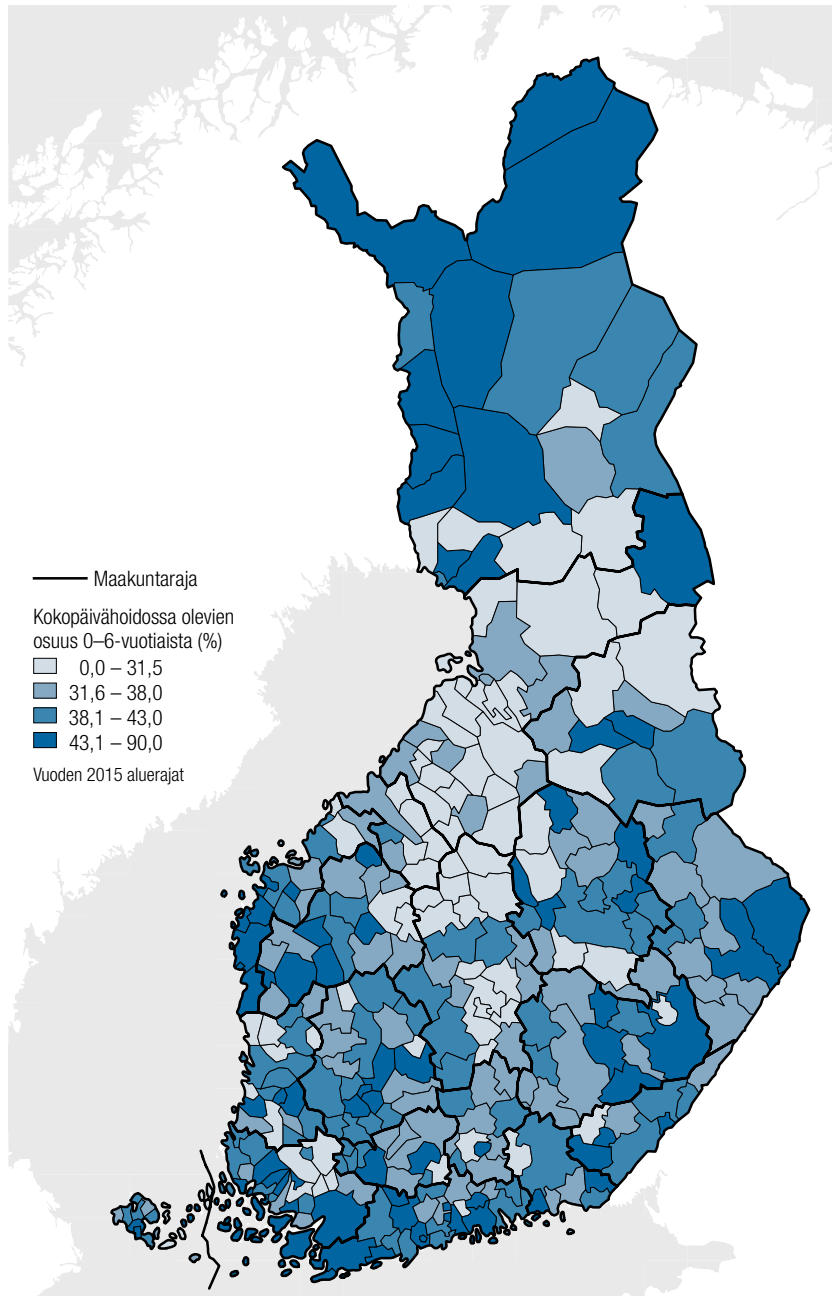 Maakuntaraja
Kokopäivähoidossa olevien
osuus 0–6-vuotiaista (%)
0,0 – 31,5
31,6 – 38,0
38,1 – 43,0
43,1 – 90,0
Vuoden 2015 aluerajat